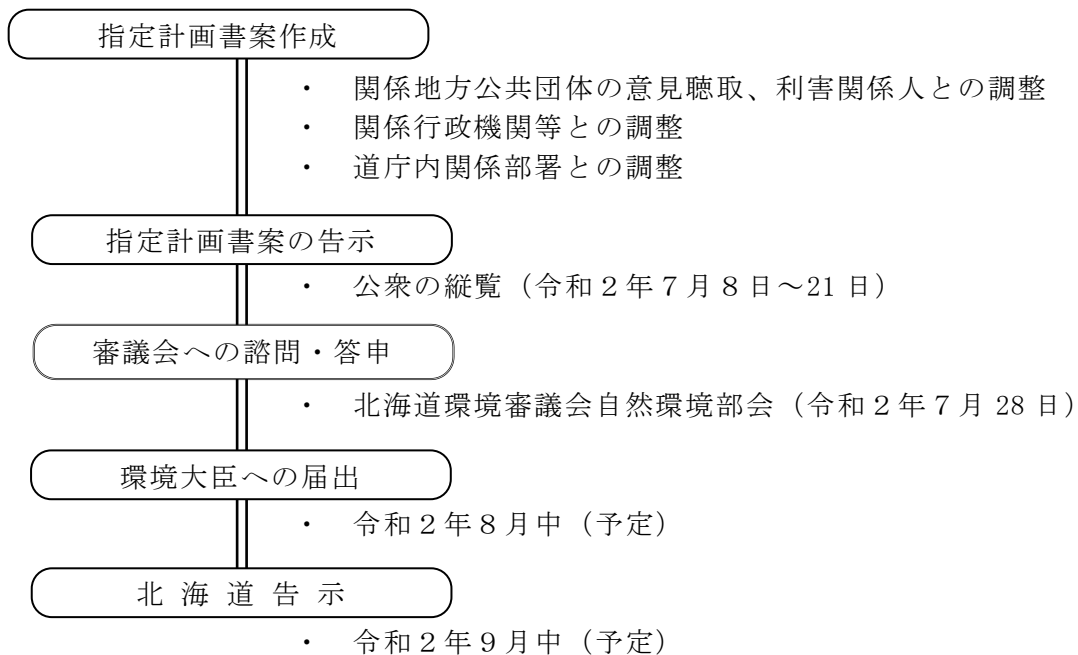 指定計画書案作成
・ 関係地方公共団体の意見聴取、利害関係人との調整
・ 関係行政機関等との調整
・ 道庁内関係部署との調整
指定計画書案の告示
・ 公衆の縦覧（令和２年７月８日～21日）
審議会への諮問・答申
・ 北海道環境審議会自然環境部会（令和２年７月28日）
環境大臣への届出
・ 令和２年８月中（予定）
北海道告示
・ 令和２年９月中（予定）